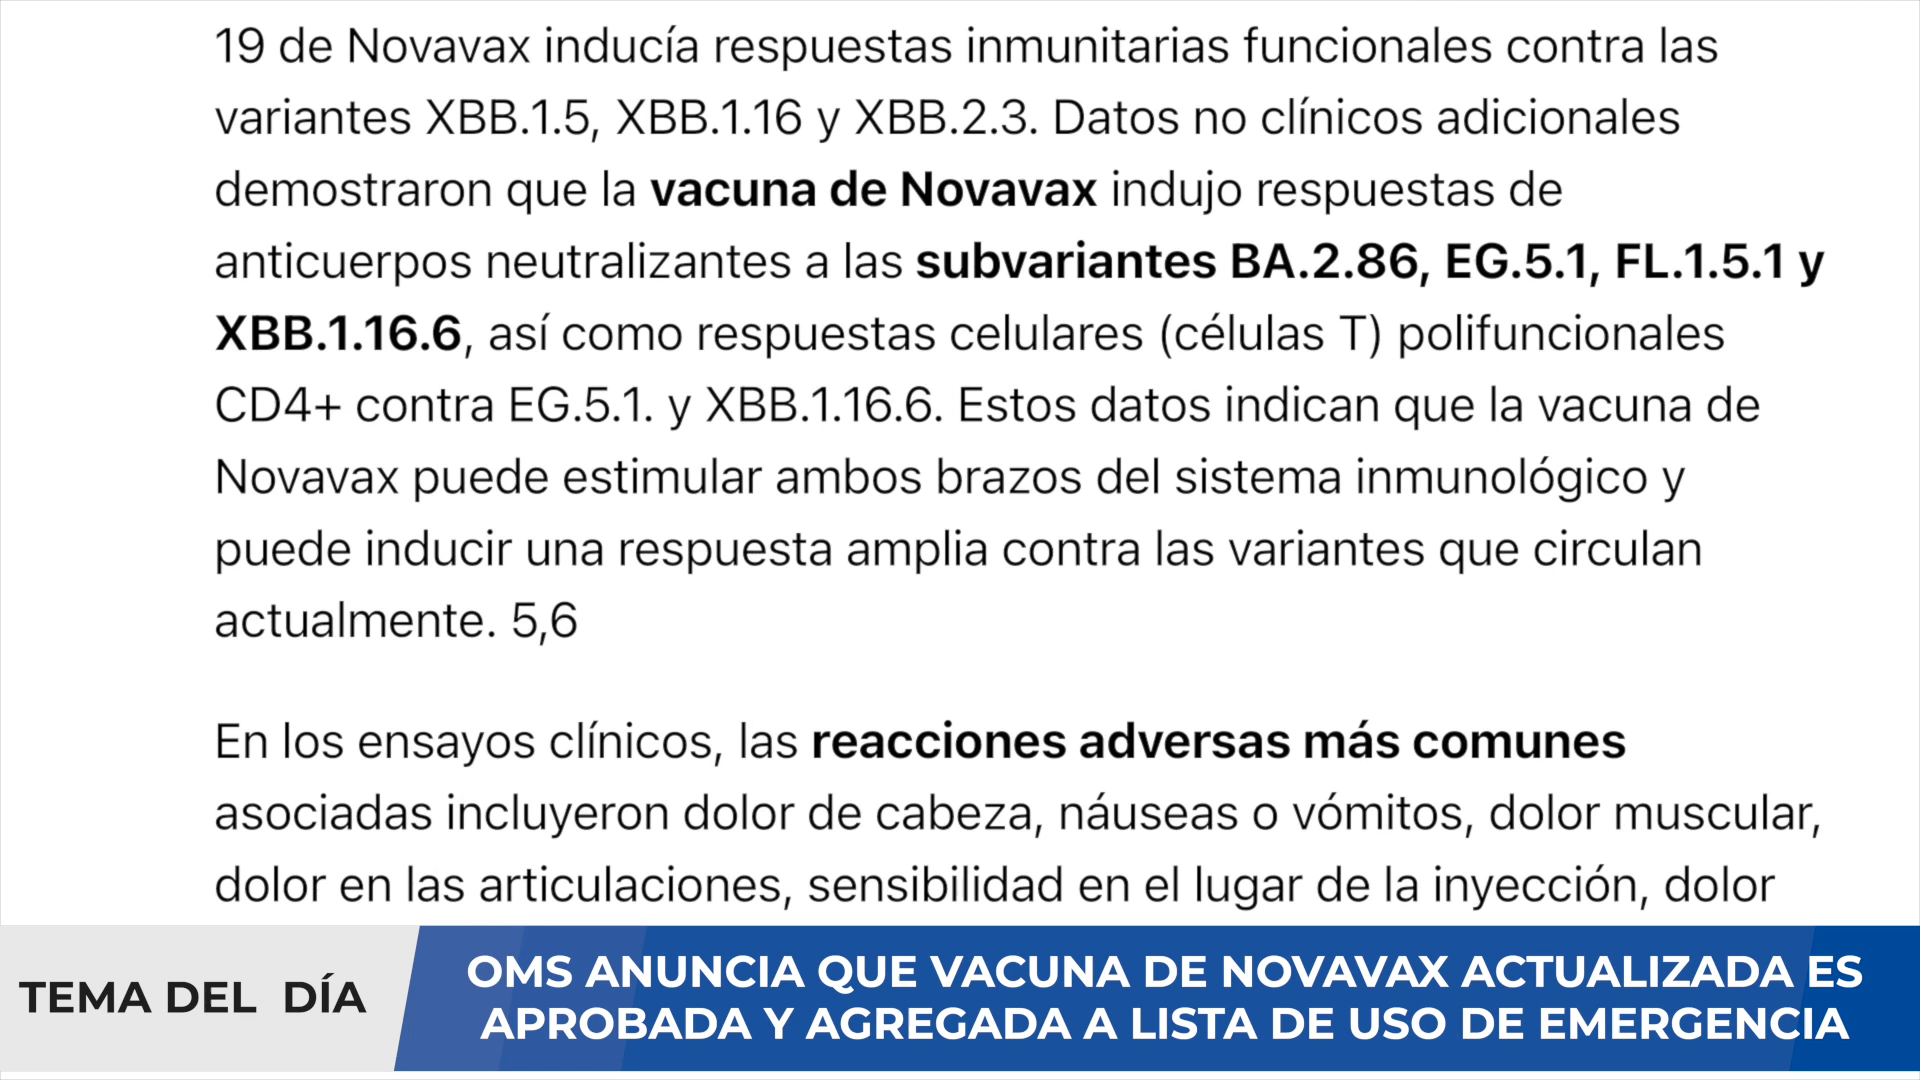 19 de Novavax inducía respuestas inmunitarias funcionales contra las
variantes XBB.1.5, XBB.1.16 y XBB.2.3. Datos no clínicos adicionales
demostraron que la vacuna de Novavax indujo respuestas de
anticuerpos neutralizantes a las subvariantes BA.2.86, EG.5.1, FL.1.5.1 y
XBB.1.16.6, así como respuestas celulares (células T) polifuncionales
CD4+ contra EG.5.1. y XBB.1.16.6. Estos datos indican que la vacuna de
Novavax puede estimular ambos brazos del sistema inmunológico y
puede inducir una respuesta amplia contra las variantes que circulan
actualmente. 5,6
En los ensayos clínicos, las reacciones adversas más comunes
asociadas incluyeron dolor de cabeza, náuseas o vómitos, dolor muscular,
dolor en las articulaciones, sensibilidad en el lugar de la inyección, dolor
TEMA DEL DÍA
OMS ANUNCIA QUE VACUNA DE NOVAVAX ACTUALIZADA ES
APROBADA Y AGREGADA A LISTA DE USO DE EMERGENCIA